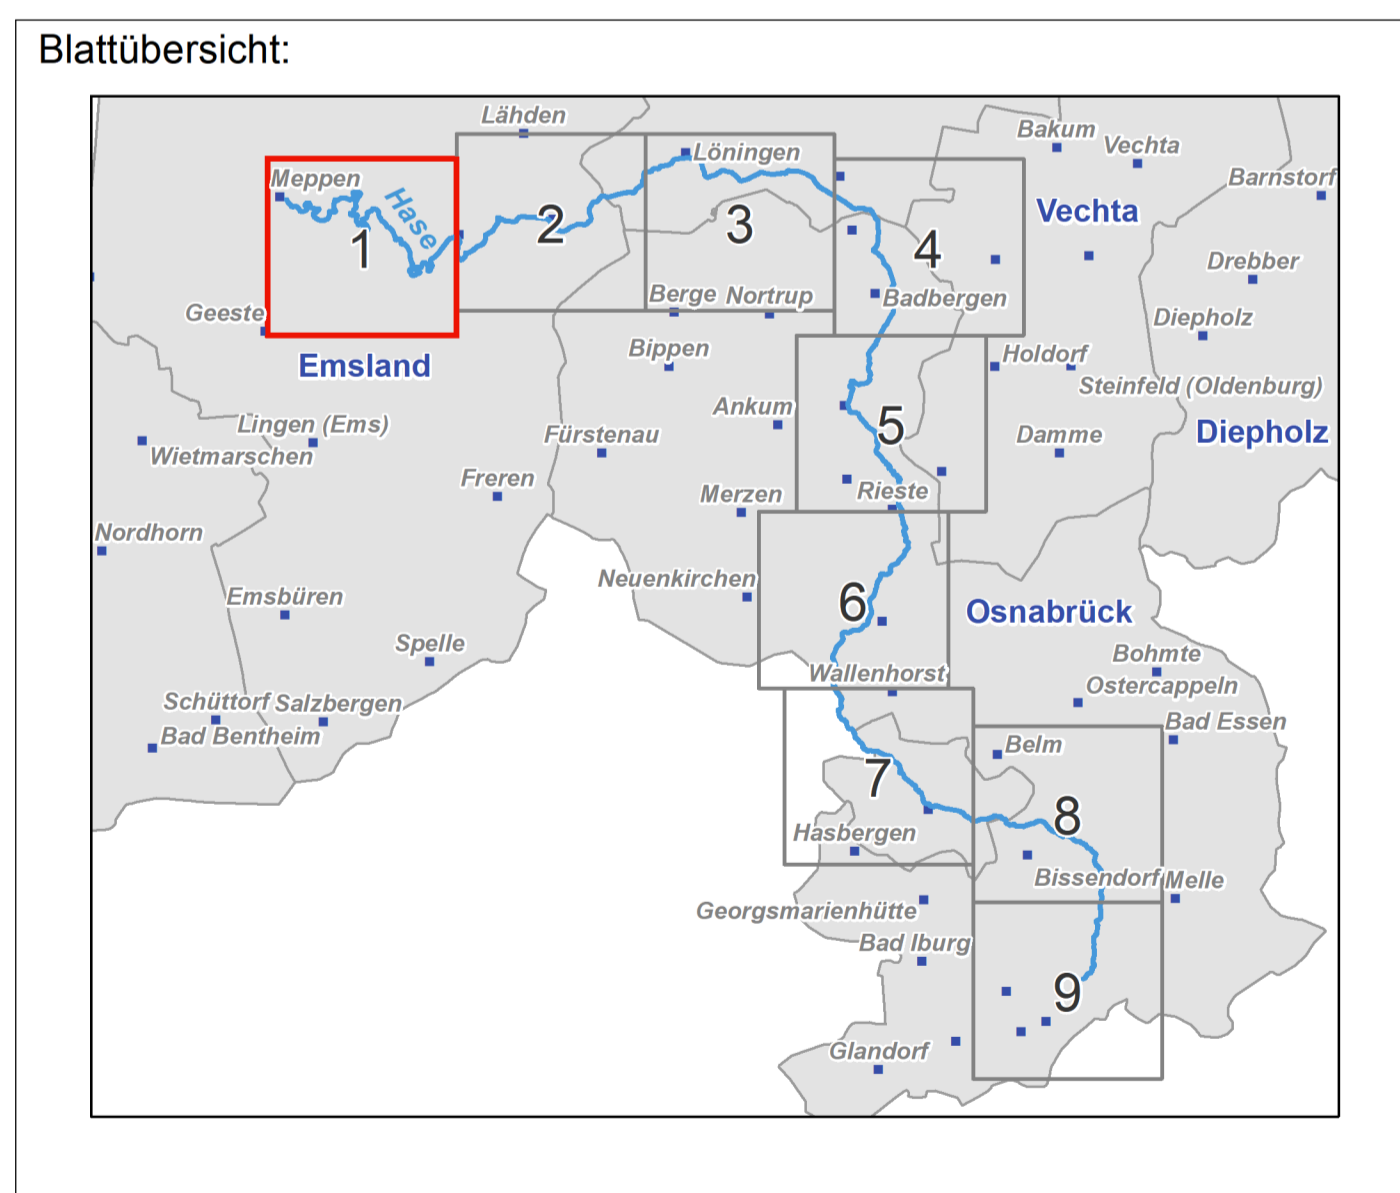 Blattübersicht:
Lähden
Bakum
Vechta
Löningen
Barnstorf
Meppen
Hase
Vechta
1
2
3
4
Drebber
Berge
Nortrup
Badbergen
Geeste
Diepholz
Emsland
Bippen
Holdorf
Steinfeld (Oldenburg)
Ankum
Lingen (Ems)
5
Diepholz
Fürstenau
Damme
Wietmarschen
Freren
Merzen
Rieste
Nordhorn
Neuenkirchen
Emsbüren
6
Osnabrück
Spelle
Bohmte
Wallenhorst
Ostercappeln
Schüttorf
Salzbergen
Bad Essen
Bad Bentheim
Belm
7
8
Hasbergen
Bissendorf
Melle
Georgsmarienhütte
Bad Iburg
9
Glandorf